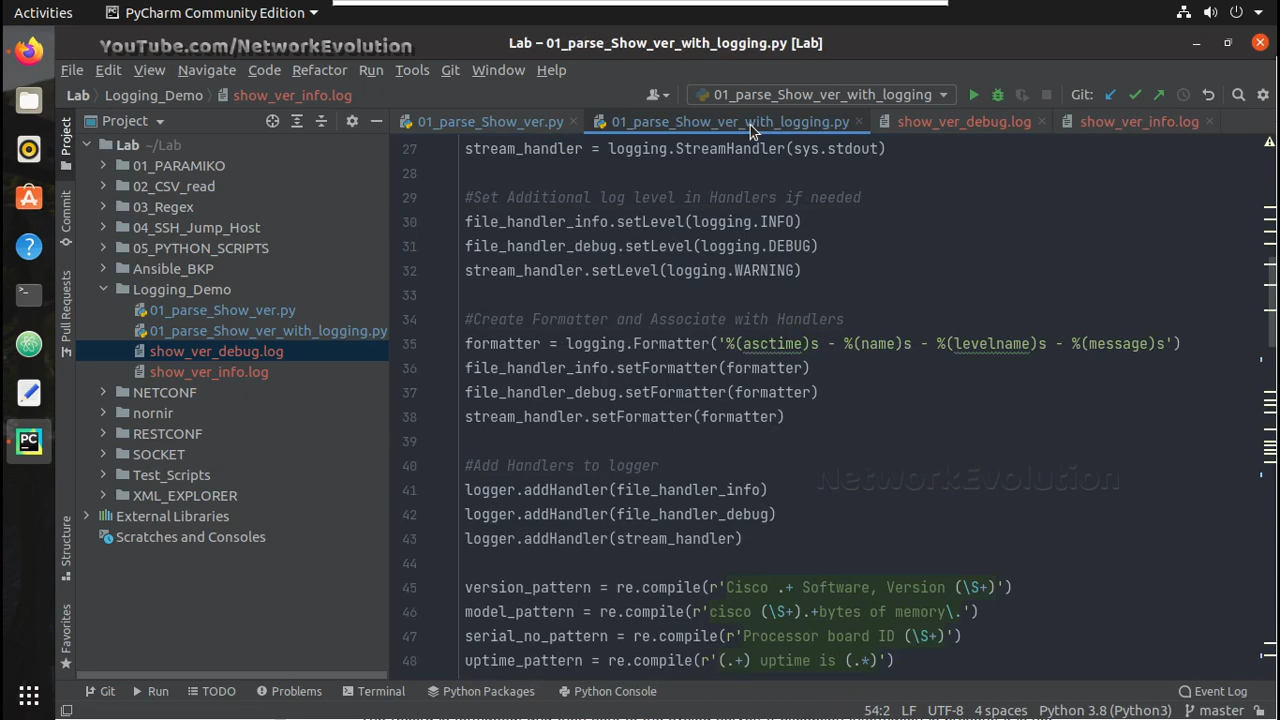 Activities
PyCharm Community Edition
YouTube.com/NetworkEvolution
Lab – 01_parse_Show_ver_with_logging.py [Lab]
File Edit View Navigate Code Refactor Run Tools Git Window Help
Lab Logging_Demo show_ver_info.log
01_parse_Show_ver_with_logging
Git:
Project
01_parse_Show_ver.py
01_parse_Show_ver_with_logging.py
show_ver_debug.log
show_ver_info.log
Project
Commit
Pull Requests
Structure
Favorites
Lab ~/Lab
01_PARAMIKO
02_CSV_read
03_Regex
04_SSH_Jump_Host
05_PYTHON_SCRIPTS
Ansible_BKP
Logging_Demo
01_parse_Show_ver.py
01_parse_Show_ver_with_logging.py
show_ver_debug.log
show_ver_info.log
NETCONF
nornir
RESTCONF
SOCKET
Test_Scripts
XML_EXPLORER
External Libraries
Scratches and Consoles
27 stream_handler = logging.StreamHandler(sys.stdout)
28
29 #Set Additional log level in Handlers if needed
30 file_handler_info.setLevel(logging.INFO)
31 file_handler_debug.setLevel(logging.DEBUG)
32 stream_handler.setLevel(logging.WARNING)
33
34 #Create Formatter and Associate with Handlers
35 formatter = logging.Formatter('%(asctime)s - %(name)s - %(levelname)s - %(message)s')
36 file_handler_info.setFormatter(formatter)
37 file_handler_debug.setFormatter(formatter)
38 stream_handler.setFormatter(formatter)
39
40 #Add Handlers to logger
41 logger.addHandler(file_handler_info)
42 logger.addHandler(file_handler_debug)
43 logger.addHandler(stream_handler)
44
45 version_pattern = re.compile(r'Cisco .+ Software, Version (\S+)')
46 model_pattern = re.compile(r'cisco (\S+).+bytes of memory\.')
47 serial_no_pattern = re.compile(r'Processor board ID (\S+)')
48 uptime_pattern = re.compile(r'(.+) uptime is (.*)')
NetworkEvolution
Git Run TODO Problems Terminal Python Packages Python Console Event Log
54:2 LF UTF-8 4 spaces Python 3.8 (Python3) master